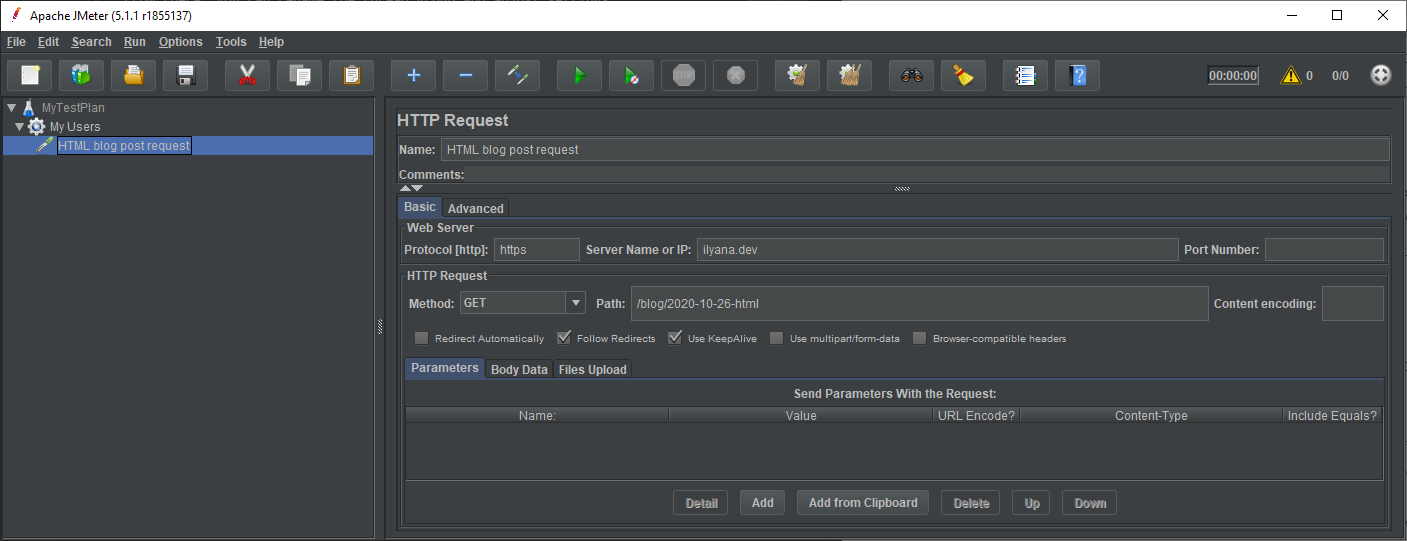 Apache JMeter (5.1.1 r1855137)
File Edit Search Run Options Tools Help
STOP 00:00:00 0 0/0
MyTestPlan
My Users
HTML blog post request
HTTP Request
Name: HTML blog post request
Comments:
Basic Advanced
Web Server
Protocol [http]: https Server Name or IP: ilyana.dev Port Number:
HTTP Request
Method: GET Path: /blog/2020-10-26-html Content encoding:
Redirect Automatically Follow Redirects Use KeepAlive Use multipart/form-data Browser-compatible headers
Parameters Body Data Files Upload
Send Parameters With the Request:
Name: Value URL Encode? Content-Type Include Equals?
Detail Add Add from Clipboard Delete Up Down